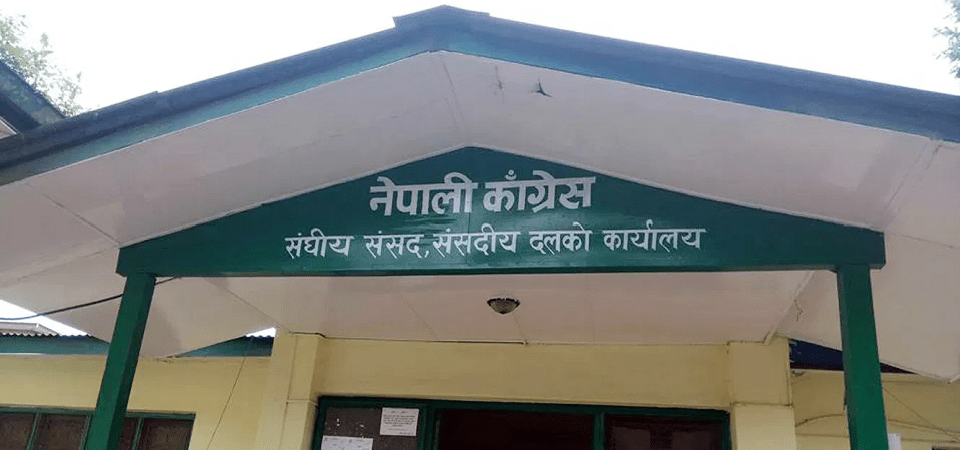 नेपाली काँग्रेस
संघीय संसद, संसदीय दलको कार्यालय